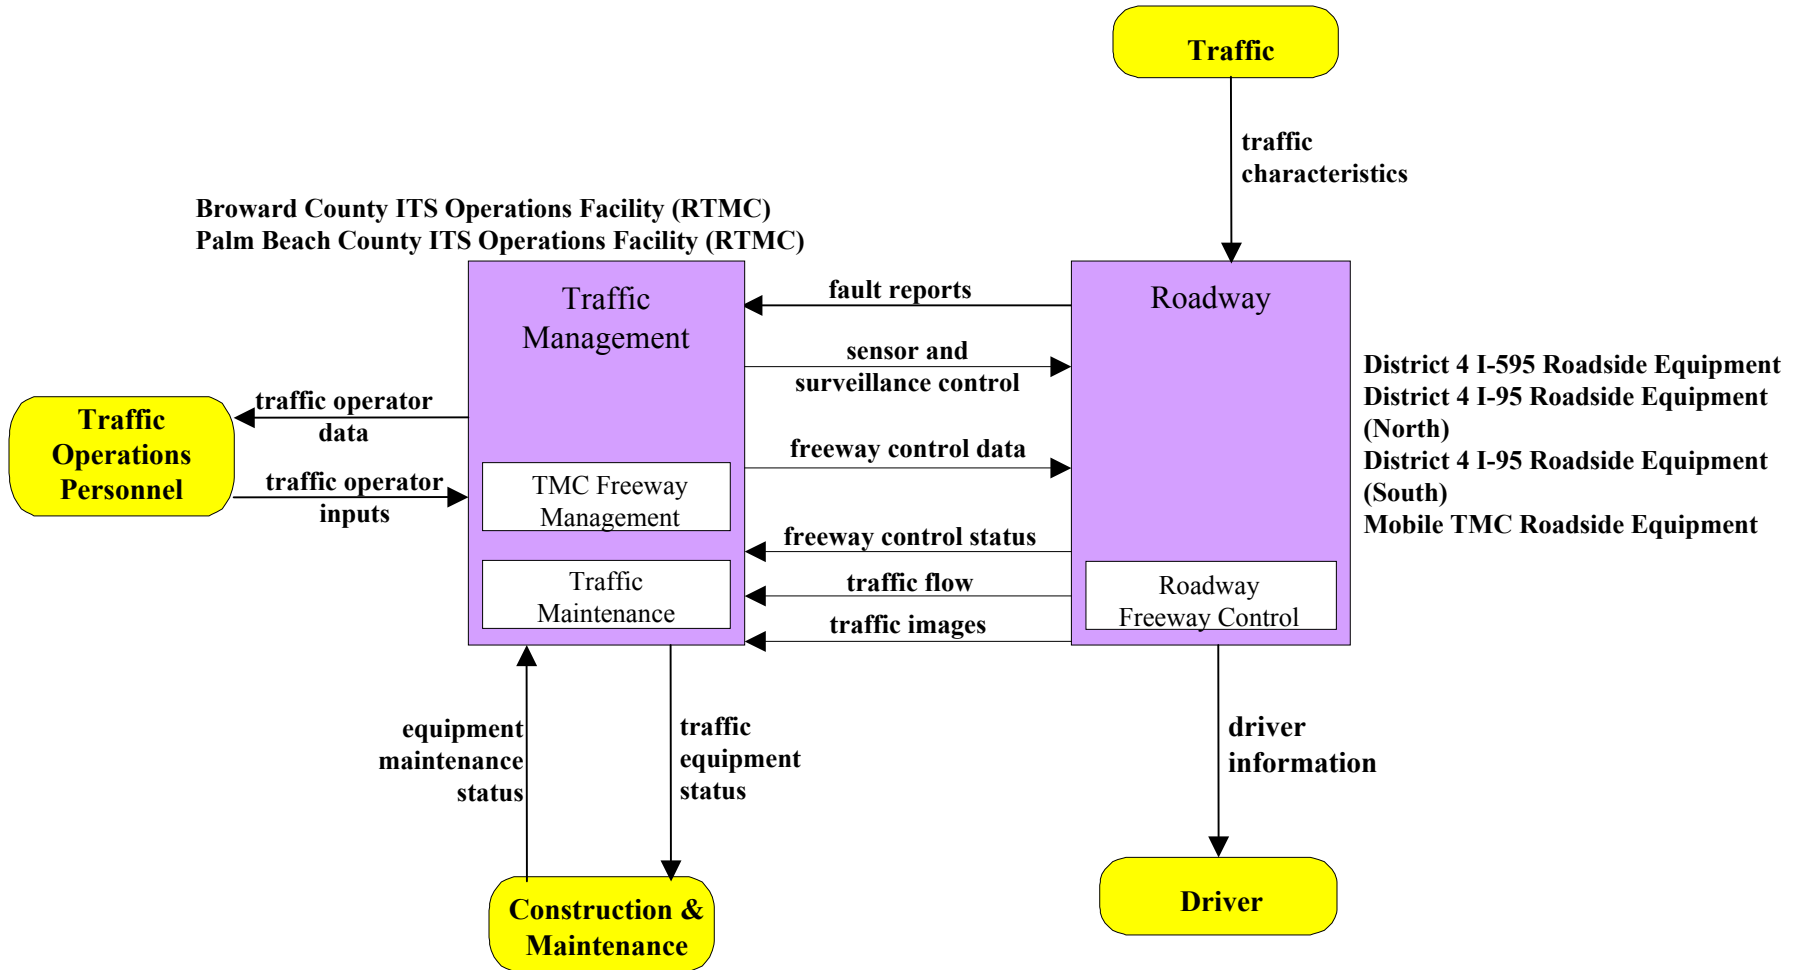 Traffic
traffic
characteristics
Broward County ITS Operations Facility (RTMC)
Palm Beach County ITS Operations Facility (RTMC)
Traffic
Management
fault reports
Roadway
sensor and
surveillance control
District 4 I-595 Roadside Equipment
District 4 I-95 Roadside Equipment
(North)
District 4 I-95 Roadside Equipment
(South)
Mobile TMC Roadside Equipment
Traffic
Operations
Personnel
traffic operator
data
traffic operator
inputs
freeway control data
TMC Freeway
Management
freeway control status
Traffic
Maintenance
traffic flow
traffic images
Roadway
Freeway Control
equipment
maintenance
status
traffic
equipment
status
driver
information
Construction &
Maintenance
Driver